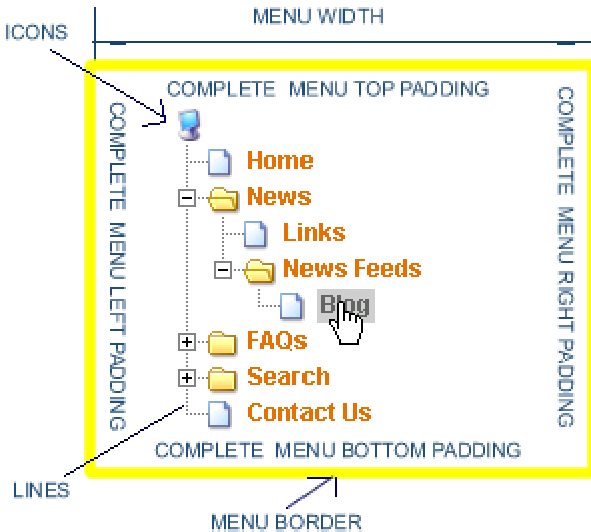 MENU WIDTH
ICONS
COMPLETE MENU TOP PADDING
COMPLETE MENU LEFT PADDING
COMPLETE MENU RIGHT PADDING
Home
News
Links
News Feeds
Blog
FAQs
Search
Contact Us
COMPLETE MENU BOTTOM PADDING
LINES
MENU BORDER